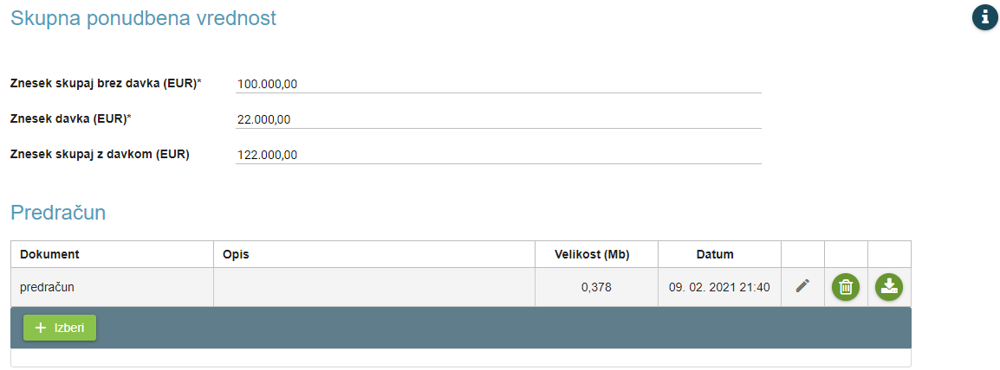 Skupna ponudbena vrednost
Znesek skupaj brez davka (EUR)* 100.000,00
Znesek davka (EUR)* 22.000,00
Znesek skupaj z davkom (EUR) 122.000,00
Predračun
Dokument Opis Velikost (Mb) Datum
predračun 0,378 09. 02. 2021 21:40
+ Izberi